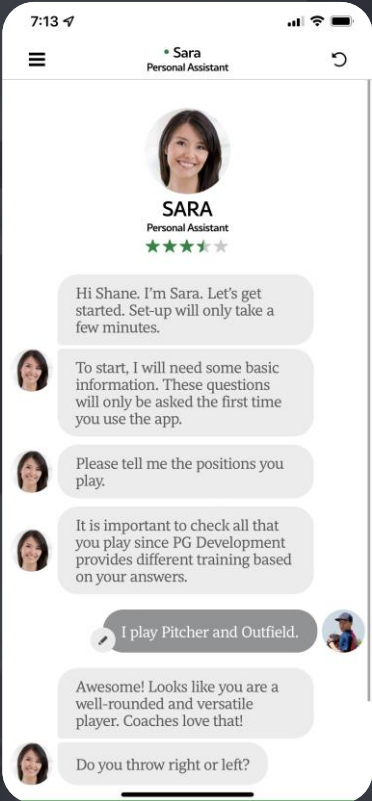 7:13
Sara
Personal Assistant
SARA
Personal Assistant
Hi Shane. I'm Sara. Let's get
started. Set-up will only take a
few minutes.
To start, I will need some basic
information. These questions
will only be asked the first time
you use the app.
Please tell me the positions you
play.
It is important to check all that
you play since PG Development
provides different training based
on your answers.
I play Pitcher and Outfield.
Awesome! Looks like you are a
well-rounded and versatile
player. Coaches love that!
Do you throw right or left?